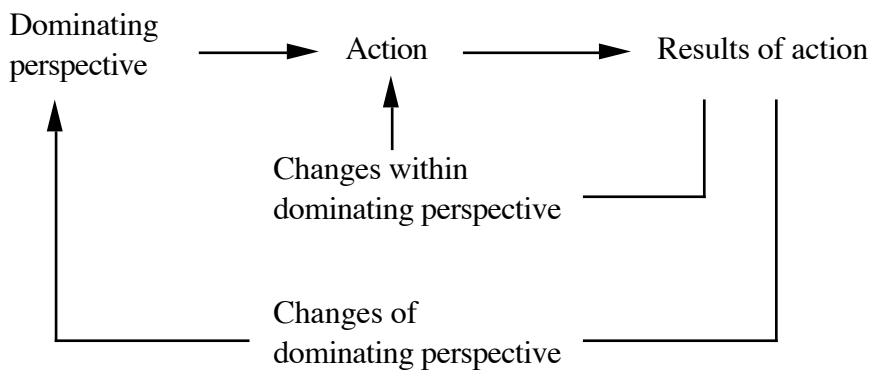 Dominating
perspective
Action
Results of action
Changes within
dominating perspective
Changes of
dominating perspective